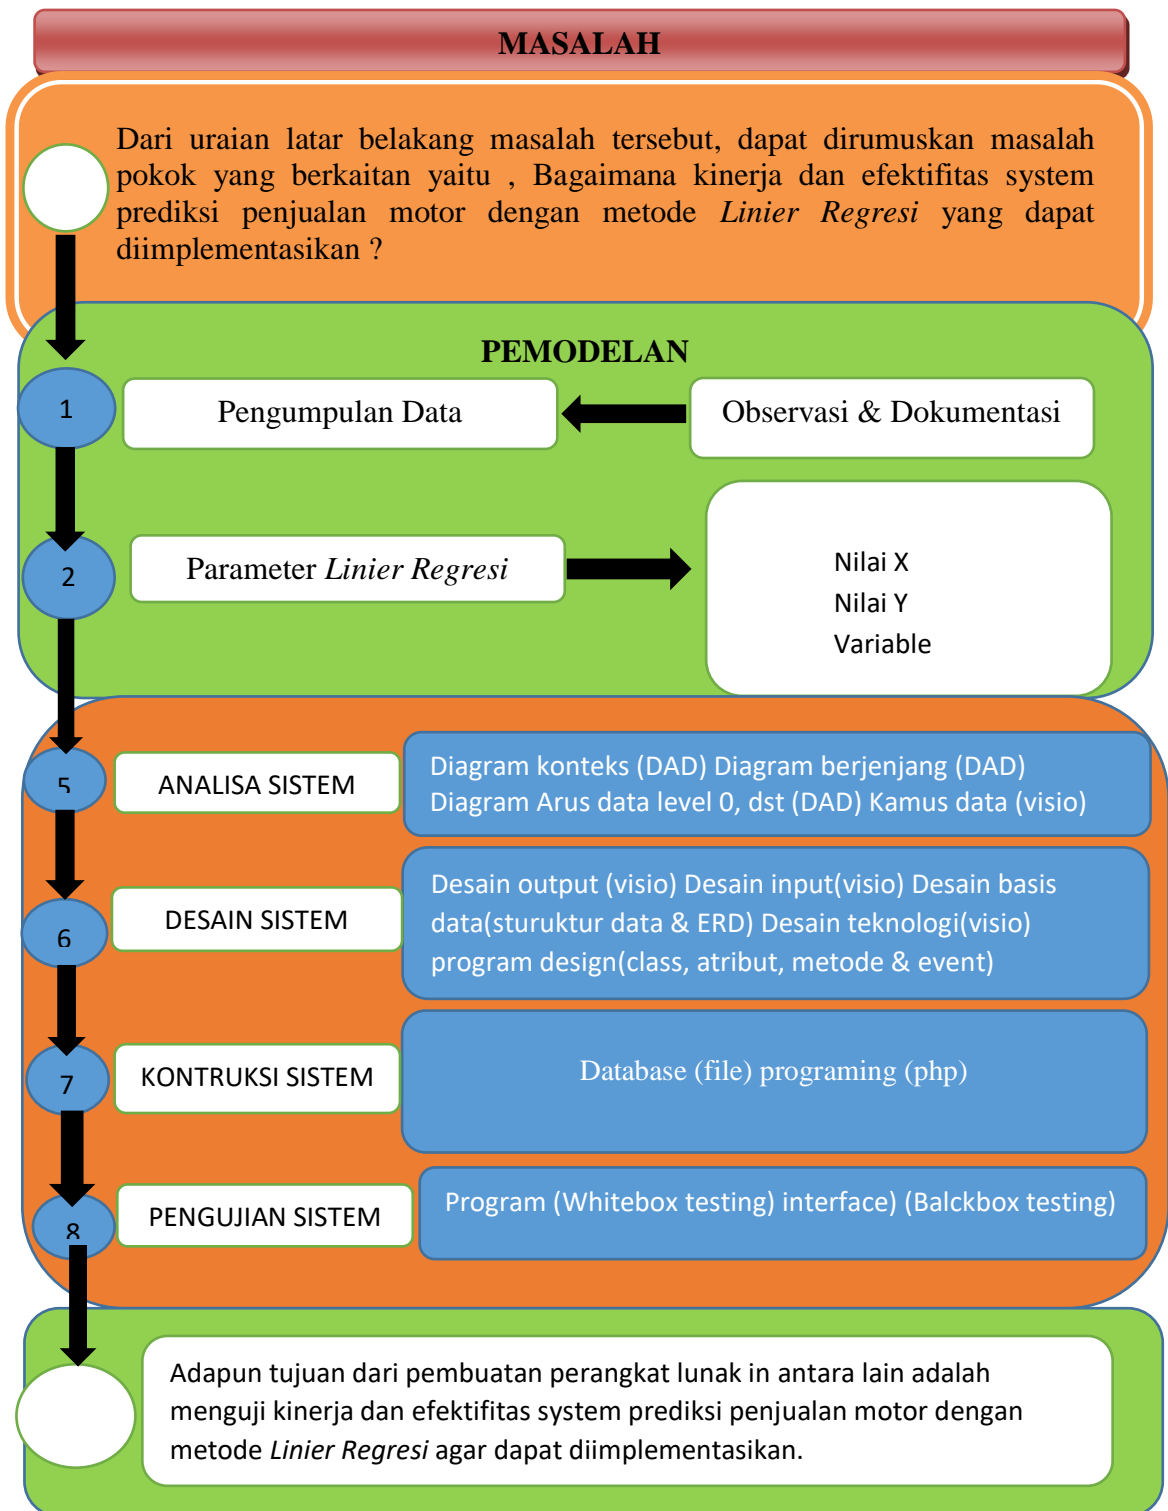 MASALAH
Dari uraian latar belakang masalah tersebut, dapat dirumuskan masalah
pokok yang berkaitan yaitu , Bagaimana kinerja dan efektifitas system
prediksi penjualan motor dengan metode Linier Regresi yang dapat
diimplementasikan ?
PEMODELAN
1
Pengumpulan Data
Observasi & Dokumentasi
2
Parameter Linier Regresi
Nilai X
Nilai Y
Variable
5
ANALISA SISTEM
Diagram konteks (DAD) Diagram berjenjang (DAD)
Diagram Arus data level 0, dst (DAD) Kamus data (visio)
6
DESAIN SISTEM
Desain output (visio) Desain input(visio) Desain basis
data(sturuktur data & ERD) Desain teknologi(visio)
program design(class, atribut, metode & event)
7
KONTRUKSI SISTEM
Database (file) programing (php)
8
PENGUJIAN SISTEM
Program (Whitebox testing) interface) (Balckbox testing)
Adapun tujuan dari pembuatan perangkat lunak in antara lain adalah
menguji kinerja dan efektifitas system prediksi penjualan motor dengan
metode Linier Regresi agar dapat diimplementasikan.